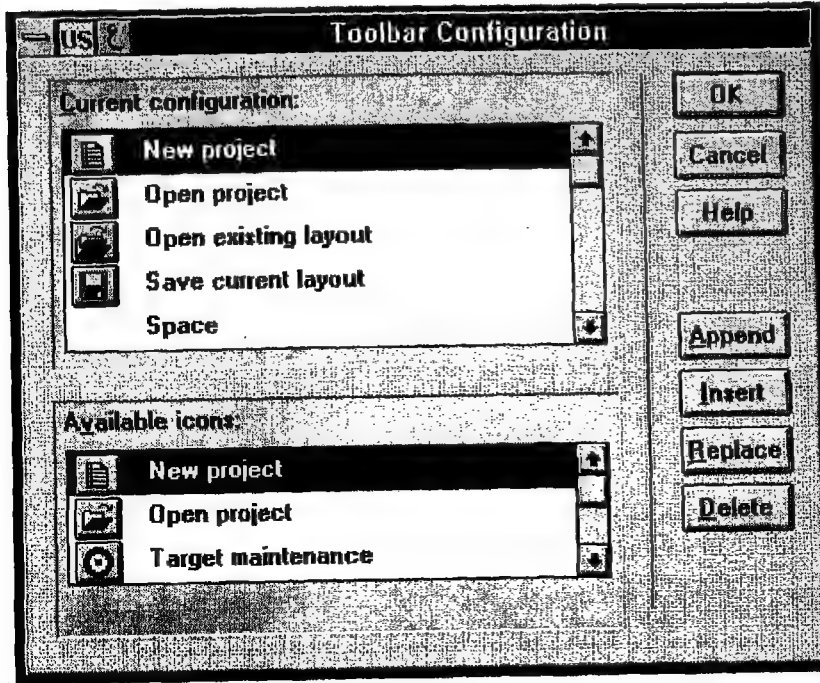 US Toolbar Configuration
Current configuration:
New project
Open project
Open existing layout
Save current layout
Space
OK
Cancel
Help
Append
Insert
Replace
Delete
Available icons:
New project
Open project
Target maintenance